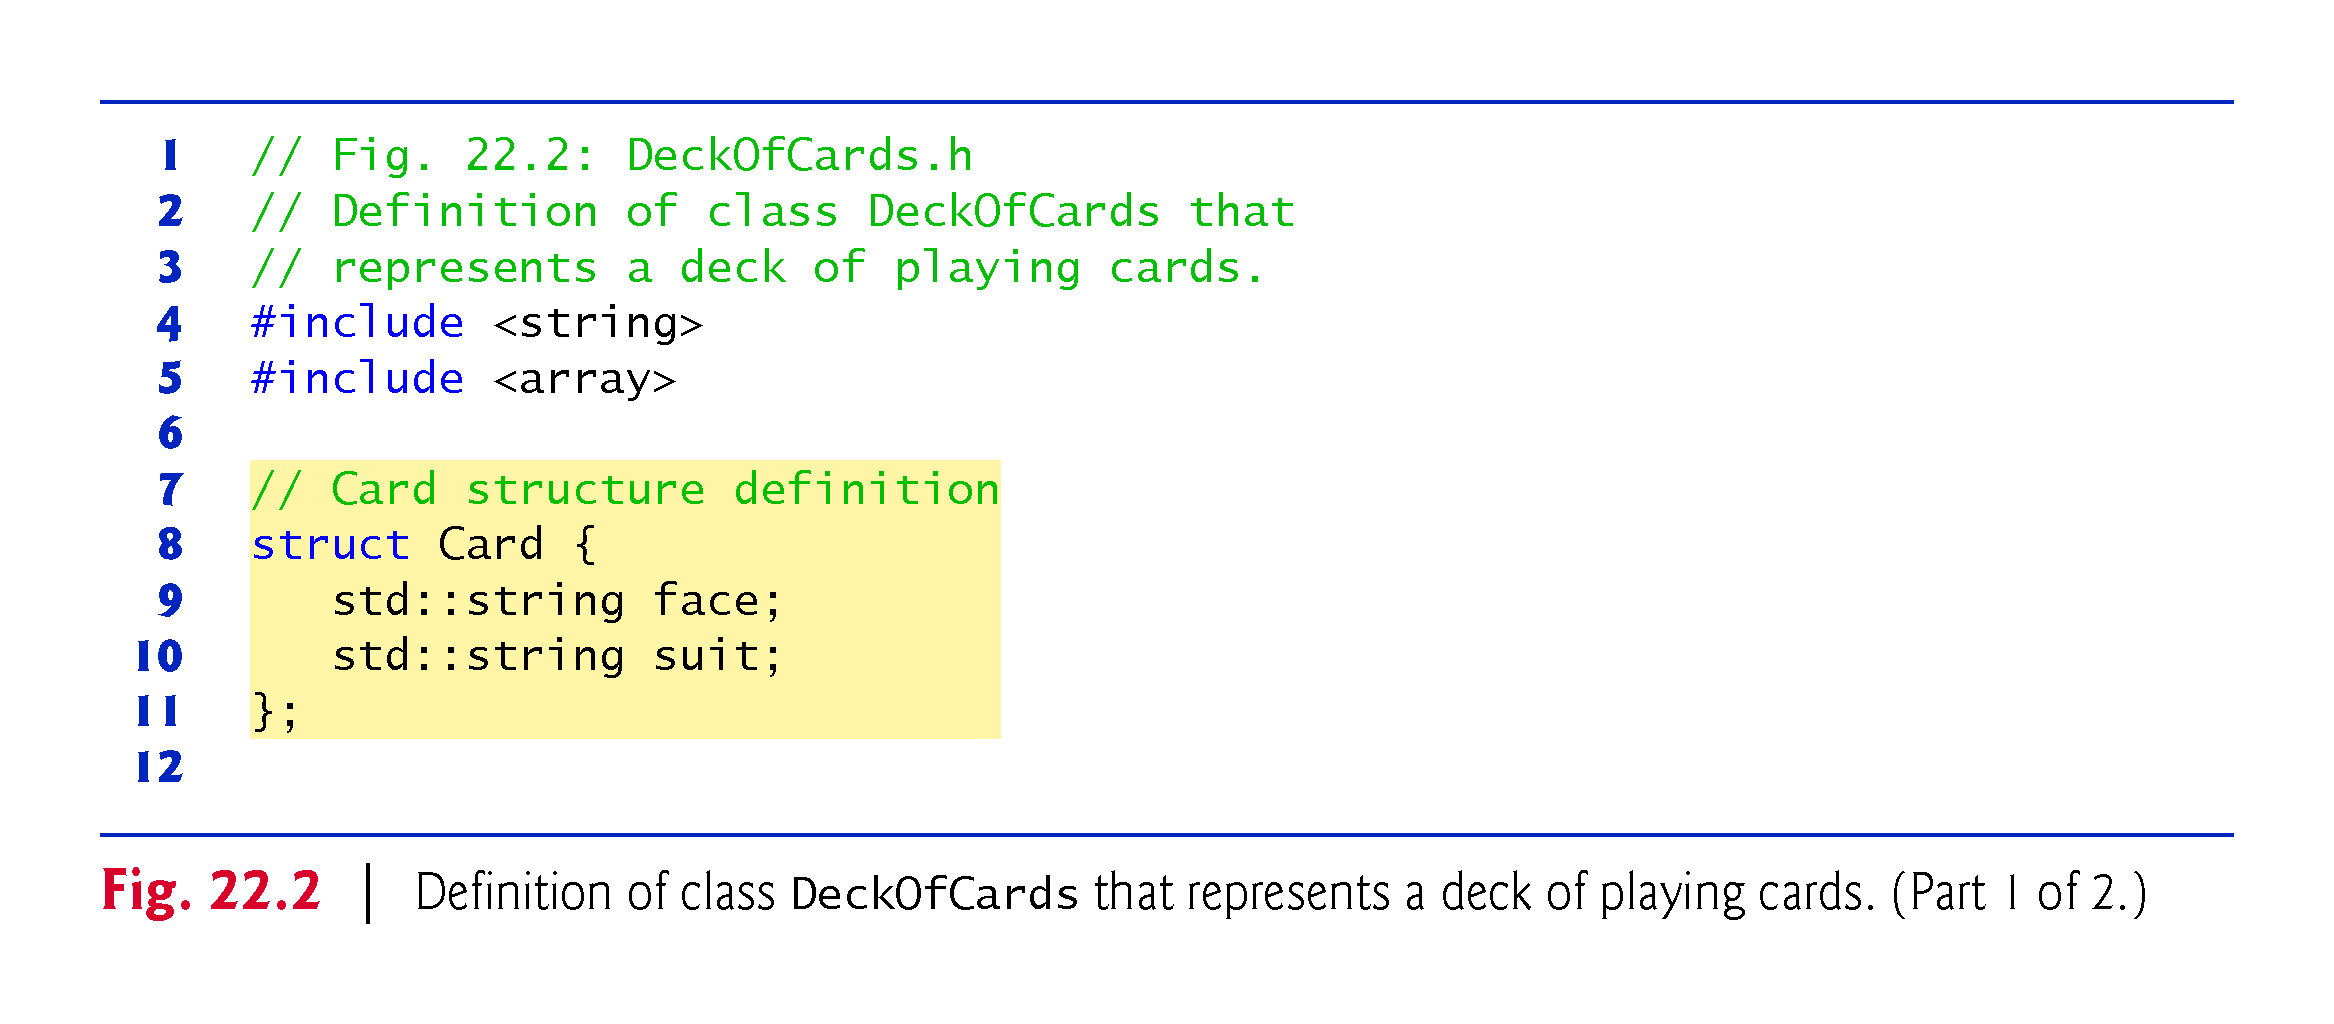 1 // Fig. 22.2: DeckOfCards.h
2 // Definition of class DeckOfCards that
3 // represents a deck of playing cards.
4 #include <string>
5 #include <array>
6
7 // Card structure definition
8 struct Card {
9    std::string face;
10    std::string suit;
11 };
12
Fig. 22.2 | Definition of class DeckOfCards that represents a deck of playing cards. (Part 1 of 2.)